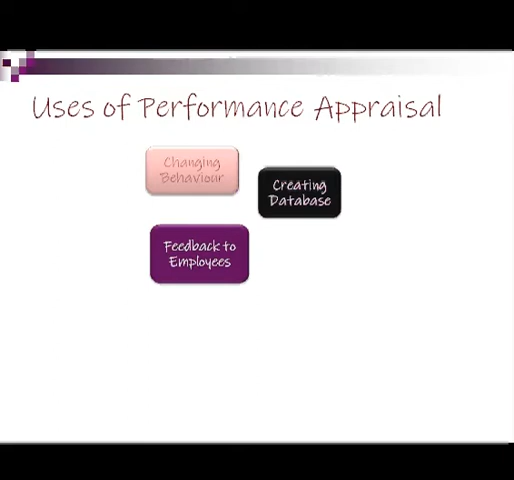 Uses of Performance Appraisal
Changing
Behaviour
Creating
Database
Feedback to
Employees